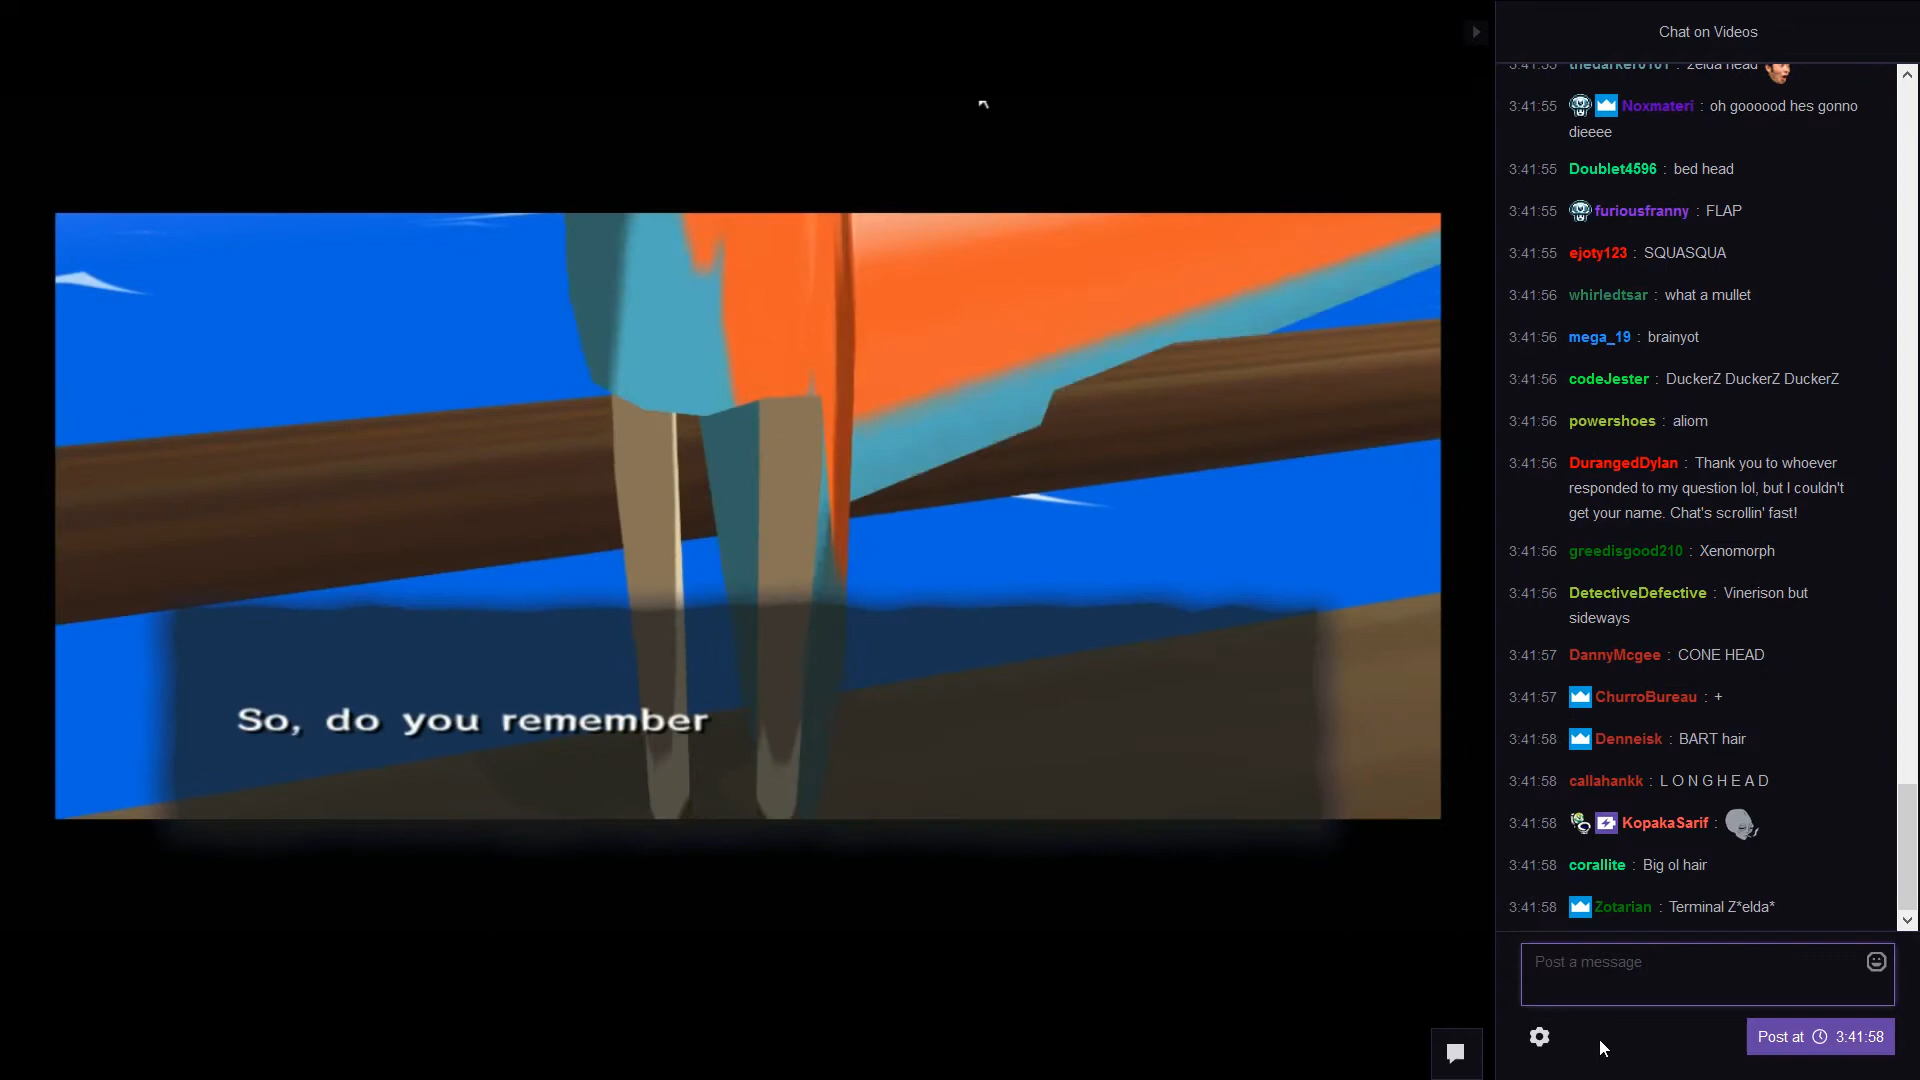 Chat on Videos
3:41:55 thedarker0101 : zelda head
3:41:55 Noxmateri : oh goooood hes gonno
dieeee
3:41:55 Doublet4596 : bed head
3:41:55 furiousfranny : FLAP
3:41:55 ejoty123 : SQUASQUA
3:41:56 whirledtsar : what a mullet
3:41:56 mega_19 : brainyot
3:41:56 codeJester : DuckerZ DuckerZ DuckerZ
3:41:56 powershoes : aliom
3:41:56 DurangedDylan : Thank you to whoever
responded to my question lol, but I couldn't
get your name. Chat's scrollin' fast!
3:41:56 greedisgood210 : Xenomorph
3:41:56 DetectiveDefective : Vinerison but
sideways
3:41:57 DannyMcgee : CONE HEAD
3:41:57 ChurroBureau : +
3:41:58 Denneisk : BART hair
3:41:58 callahankk : L O N G H E A D
3:41:58 KopakaSarif :
3:41:58 corallite : Big ol hair
3:41:58 Zotarian : Terminal Z*elda*
Post a message
Post at 3:41:58
So, do you remember